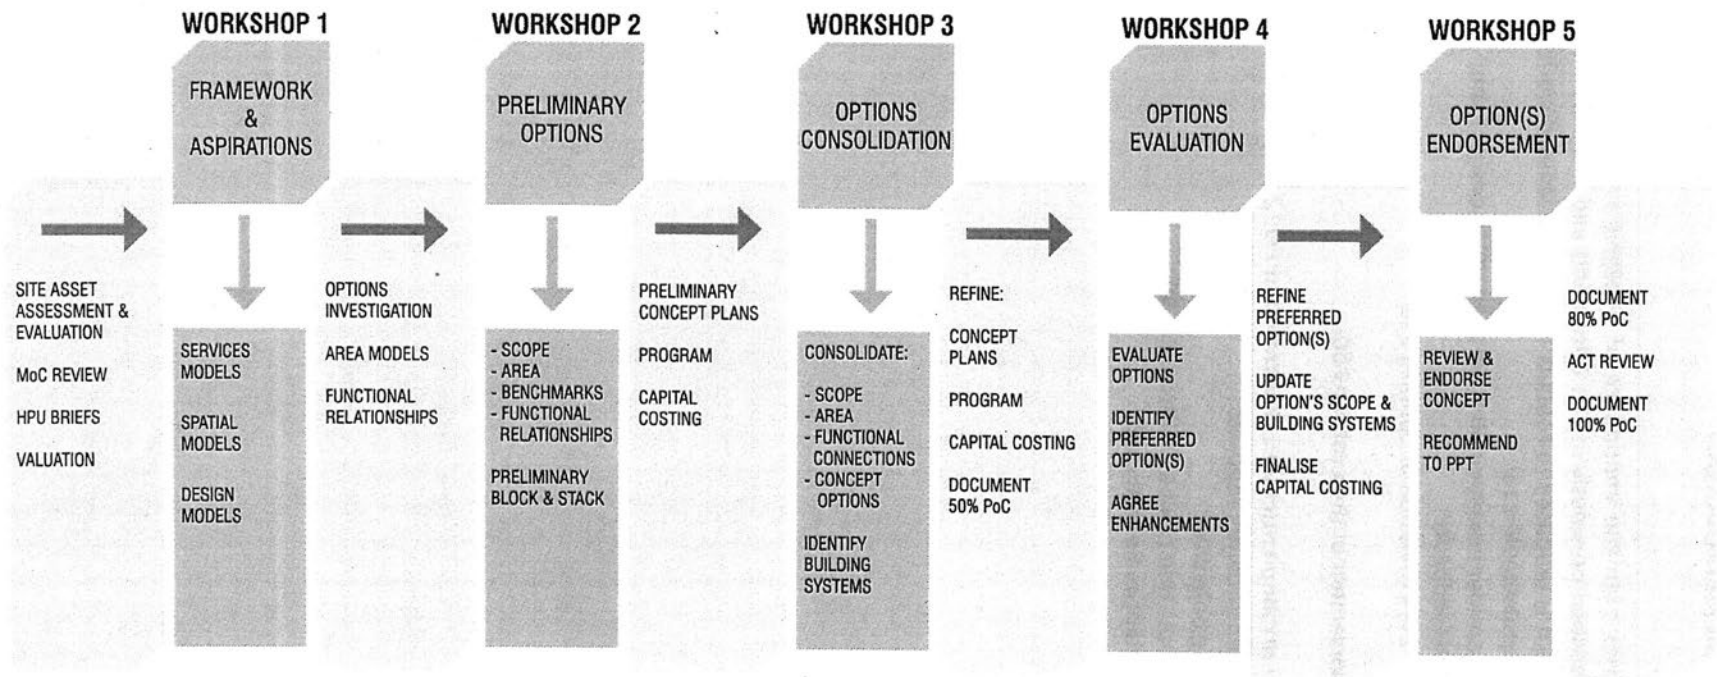 WORKSHOP 1
FRAMEWORK
&
ASPIRATIONS
WORKSHOP 2
PRELIMINARY
OPTIONS
WORKSHOP 3
OPTIONS
CONSOLIDATION
WORKSHOP 4
OPTIONS
EVALUATION
WORKSHOP 5
OPTION(S)
ENDORSEMENT
SITE ASSET
ASSESSMENT &
EVALUATION
MoC REVIEW
HPU BRIEFS
VALUATION
SERVICES
MODELS
SPATIAL
MODELS
DESIGN
MODELS
OPTIONS
INVESTIGATION
AREA MODELS
FUNCTIONAL
RELATIONSHIPS
- SCOPE
- AREA
- BENCHMARKS
- FUNCTIONAL
RELATIONSHIPS
PRELIMINARY
BLOCK & STACK
PRELIMINARY
CONCEPT PLANS
PROGRAM
CAPITAL
COSTING
CONSOLIDATE:
- SCOPE
- AREA
- FUNCTIONAL
CONNECTIONS
- CONCEPT
OPTIONS
IDENTIFY
BUILDING
SYSTEMS
REFINE:
CONCEPT
PLANS
PROGRAM
CAPITAL COSTING
DOCUMENT
50% PoC
EVALUATE
OPTIONS
IDENTIFY
PREFERRED
OPTION(S)
AGREE
ENHANCEMENTS
REFINE
PREFERRED
OPTION(S)
UPDATE
OPTION'S SCOPE &
BUILDING SYSTEMS
FINALISE
CAPITAL COSTING
REVIEW &
ENDORSE
CONCEPT
RECOMMEND
TO PPT
DOCUMENT
80% PoC
ACT REVIEW
DOCUMENT
100% PoC